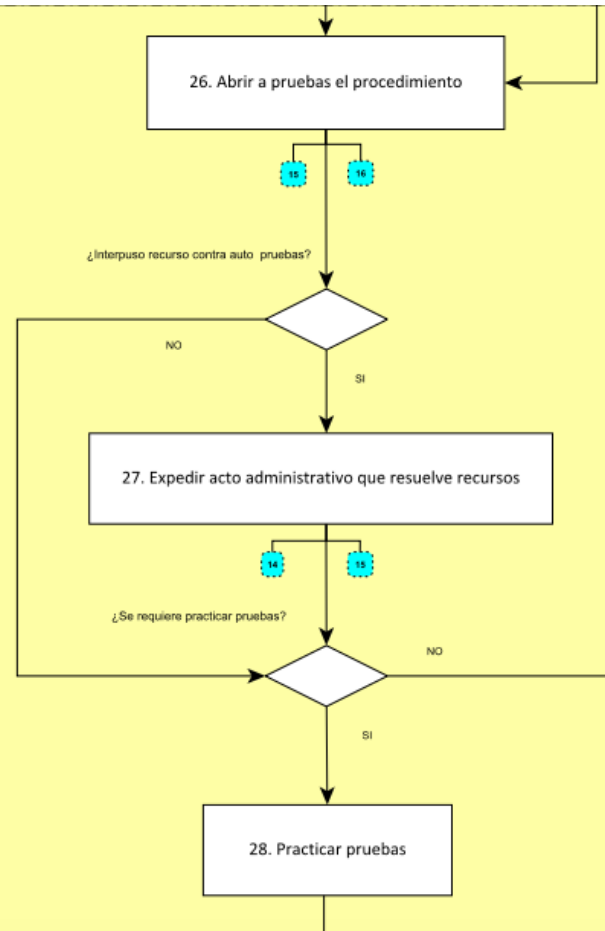 26. Abrir a pruebas el procedimiento
15
16
¿Interpuso recurso contra auto pruebas?
NO
SI
27. Expedir acto administrativo que resuelve recursos
14
15
¿Se requiere practicar pruebas?
NO
SI
28. Practicar pruebas